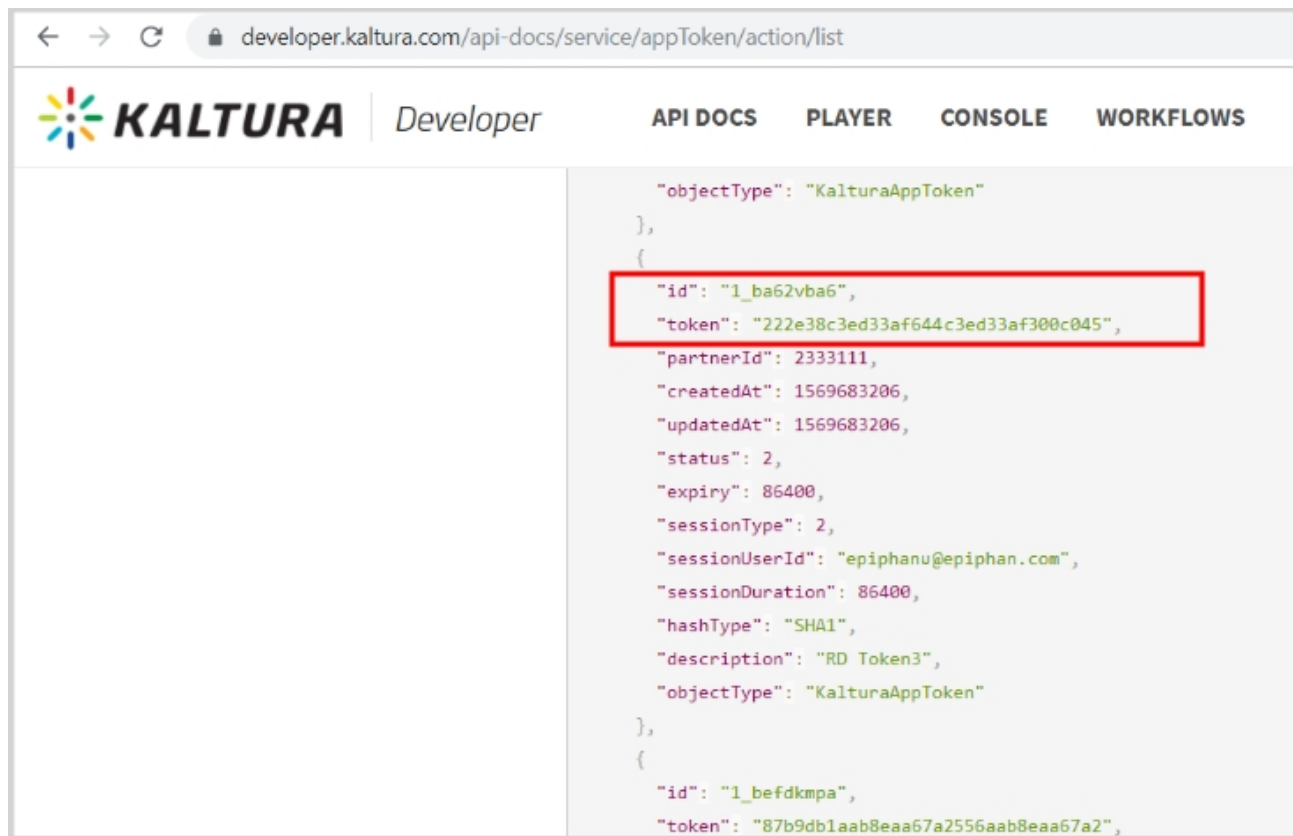 developer.kaltura.com/api-docs/service/appToken/action/list
KALTURA Developer API DOCS PLAYER CONSOLE WORKFLOWS
"objectType": "KalturaAppToken"
},
{
"id": "1_ba62vba6",
"token": "222e38c3ed33af644c3ed33af300c045",
"partnerId": 2333111,
"createdAt": 1569683206,
"updatedAt": 1569683206,
"status": 2,
"expiry": 86400,
"sessionType": 2,
"sessionUserId": "epiphanu@epiphan.com",
"sessionDuration": 86400,
"hashType": "SHA1",
"description": "RD Token3",
"objectType": "KalturaAppToken"
},
{
"id": "1_befdkmpa",
"token": "87b9db1aab8eaa67a2556aab8eaa67a2",